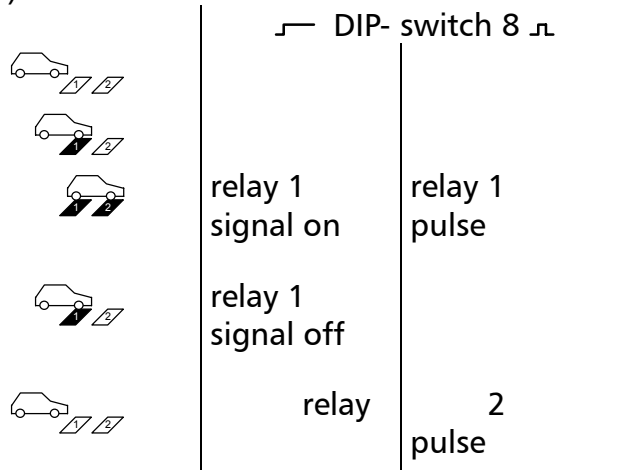 )
DIP- switch 8
1 2
1 2
1 2
relay 1 relay 1
signal on pulse
1 2
relay 1
signal off
1 2
relay 2
pulse